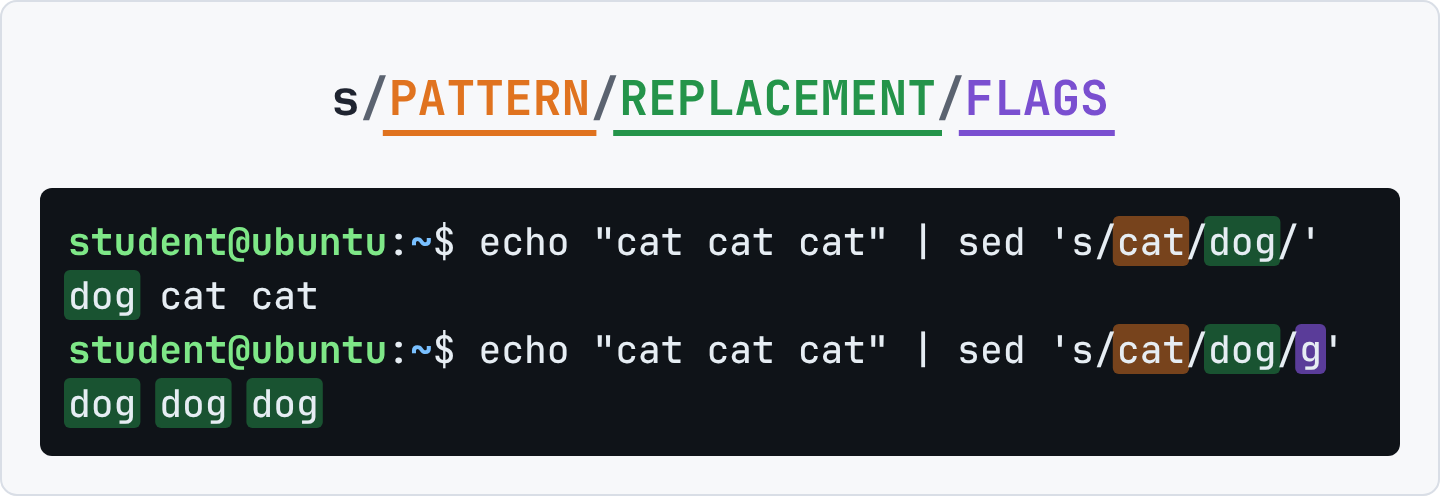 s/PATTERN/REPLACEMENT/FLAGS
student@ubuntu:~$ echo "cat cat cat" | sed 's/cat/dog/'
dog cat cat
student@ubuntu:~$ echo "cat cat cat" | sed 's/cat/dog/g'
dog dog dog